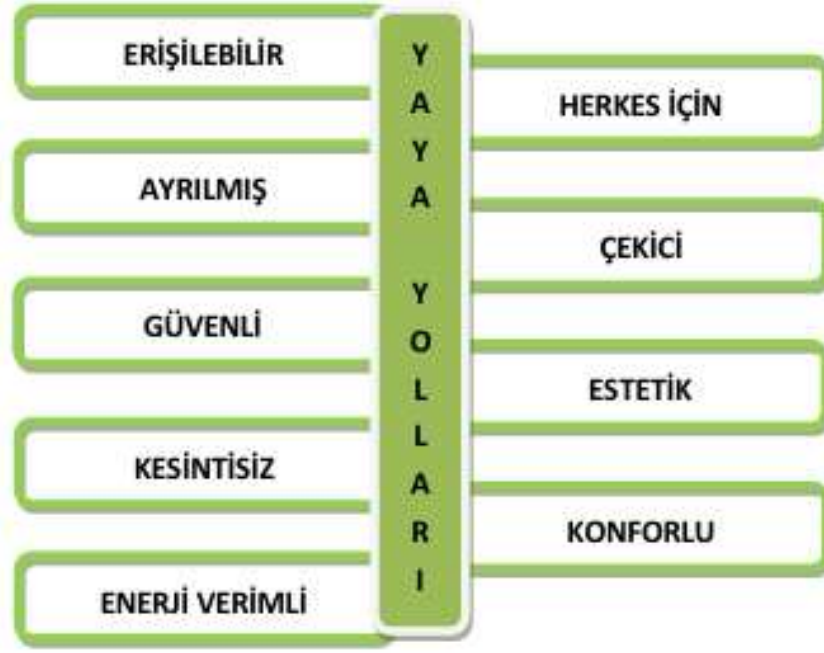 ERİŞİLEBİLİR
AYRILMIŞ
GÜVENLİ
KESİNTİSİZ
ENERJİ VERİMLİ
YAYA YOLLARI
HERKES İÇİN
ÇEKİCİ
ESTETİK
KONFORLU